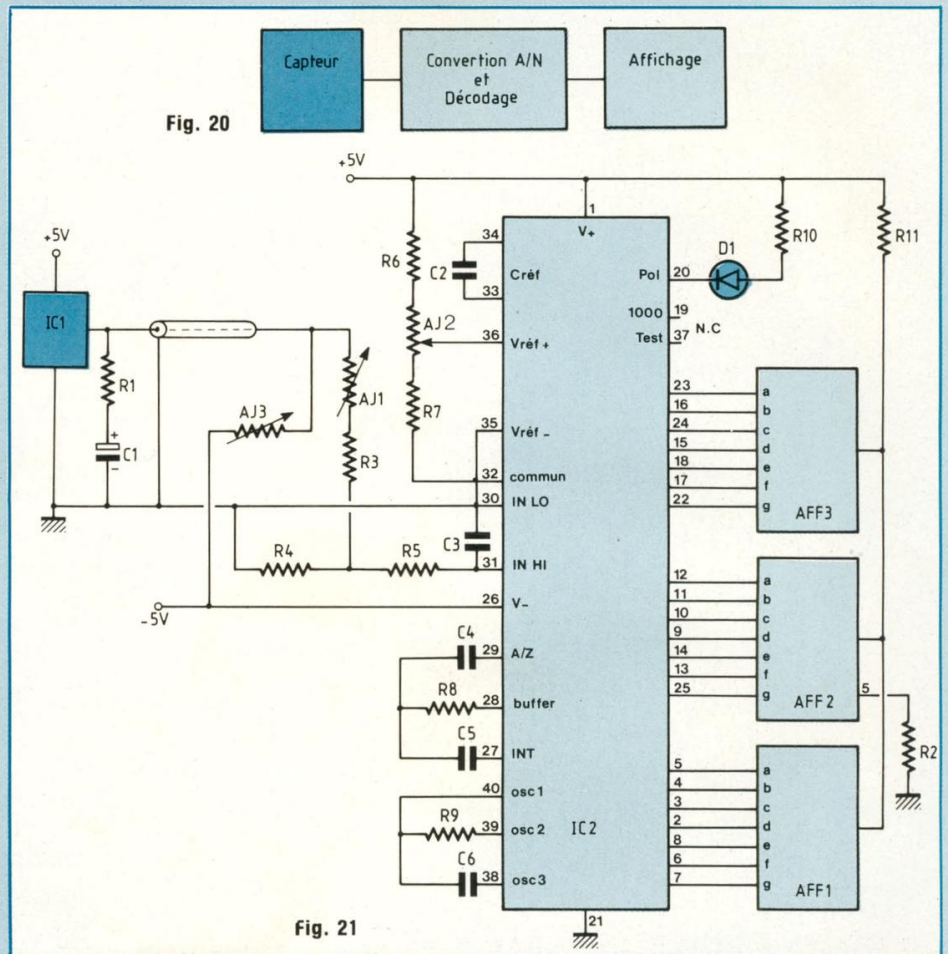 Capteur
Convertion A/N
et
Décodage
Affichage
Fig. 20
+5V
+5V
1
V+
34
R6
C2
Créf
33
AJ2
36
Vréf +
R7
35
Vréf -
32
commun
30
IN LO
C3
31
IN HI
26
V-
-5V
IC1
R1
C1
+
-
AJ3
AJ1
R3
R4
R5
C4
29
A/Z
R8
28
buffer
C5
27
INT
40
osc1
R9
39
osc2
C6
38
osc3
IC2
21
D1
R10
R11
Pol
20
1000
19
N.C
Test
37
23
a
16
b
24
c
15
d
18
e
17
f
22
g
AFF3
12
a
11
b
10
c
9
d
14
e
13
f
25
g
AFF2
5
R2
5
a
4
b
3
c
2
d
8
e
6
f
7
g
AFF1
Fig. 21